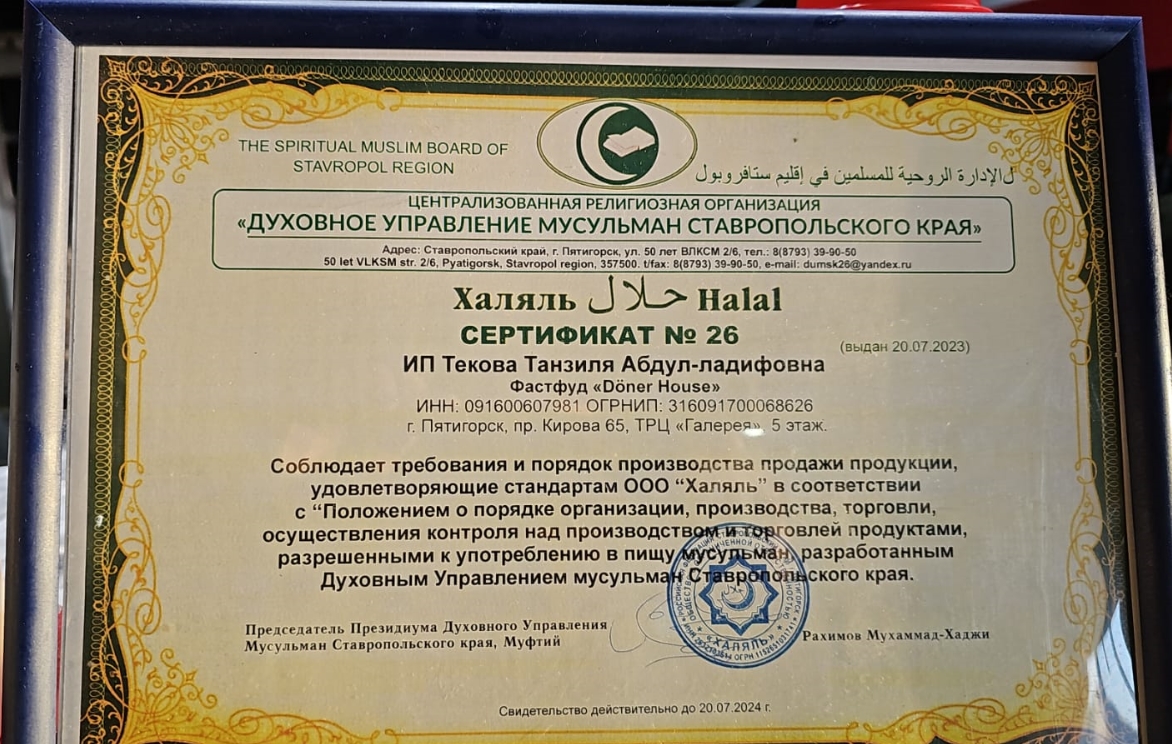 THE SPIRITUAL MUSLIM BOARD OF
STAVROPOL REGION
الإدارة الروحية للمسلمين في إقليم ستافروبول
ЦЕНТРАЛИЗОВАННАЯ РЕЛИГИОЗНАЯ ОРГАНИЗАЦИЯ
«ДУХОВНОЕ УПРАВЛЕНИЕ МУСУЛЬМАН СТАВРОПОЛЬСКОГО КРАЯ»
Адрес: Ставропольский край, г. Пятигорск, ул. 50 лет ВЛКСМ 2/6, тел.: 8(8793) 39-90-50
50 let VLKSM str. 2/6, Pyatigorsk, Stavropol region, 357500. t/fax: 8(8793) 39-90-50, e-mail: dumsk26@yandex.ru
Халяль حلال Halal
СЕРТИФИКАТ № 26
(выдан 20.07.2023)
ИП Текова Танзиля Абдул-ладифовна
Фастфуд «Döner House»
ИНН: 091600607981 ОГРНИП: 316091700068626
г. Пятигорск, пр. Кирова 65, ТРЦ «Галерея» 5 этаж.
Соблюдает требования и порядок производства продажи продукции,
удовлетворяющие стандартам ООО “Халяль” в соответствии
с “Положением о порядке организации, производства, торговли,
осуществления контроля над производством и торговлей продуктами,
разрешенными к употреблению в пищу мусульман, разработанным
Духовным Управлением мусульман Ставропольского края.
Председатель Президиума Духовного Управления
Мусульман Ставропольского края, Муфтий
Рахимов Мухаммад-Хаджи
«ХАЛЯЛЬ»
Свидетельство действительно до 20.07.2024 г.